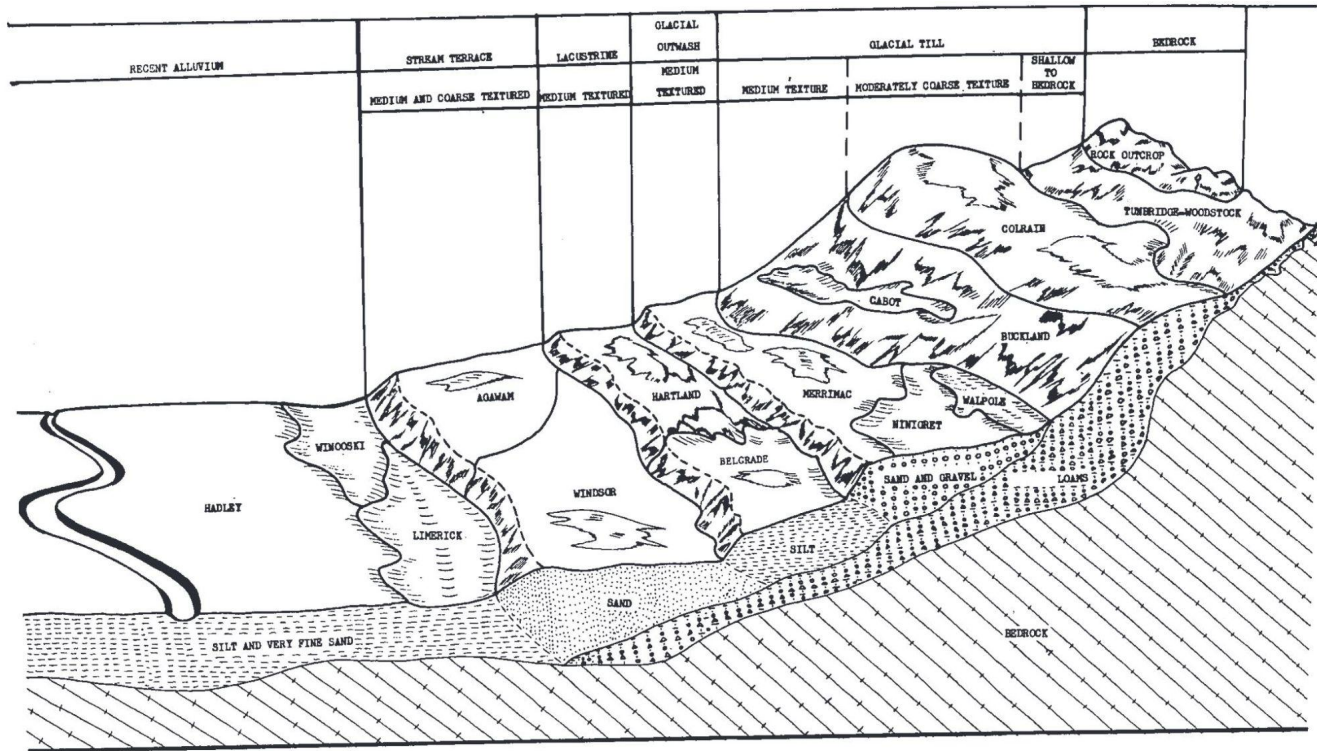 RECENT ALLUVIUM
STREAM TERRACE
MEDIUM AND COARSE TEXTURED
LACUSTRINE
MEDIUM TEXTURED
GLACIAL
OUTWASH
MEDIUM
TEXTURED
GLACIAL TILL
MEDIUM TEXTURE
MODERATELY COARSE TEXTURE
SHALLOW
TO
BEDROCK
BEDROCK
ROCK OUTCROP
TUNBRIDGE-WOODSTOCK
COLRAIN
CABOT
BUCKLAND
AGAWAM
HARTLAND
MERRIMAC
WALPOLE
NINIGRET
WINOOSKI
BELGRADE
SAND AND GRAVEL
LOAMS
HADLEY
WINDSOR
LIMERICK
SILT
SAND
SILT AND VERY FINE SAND
BEDROCK